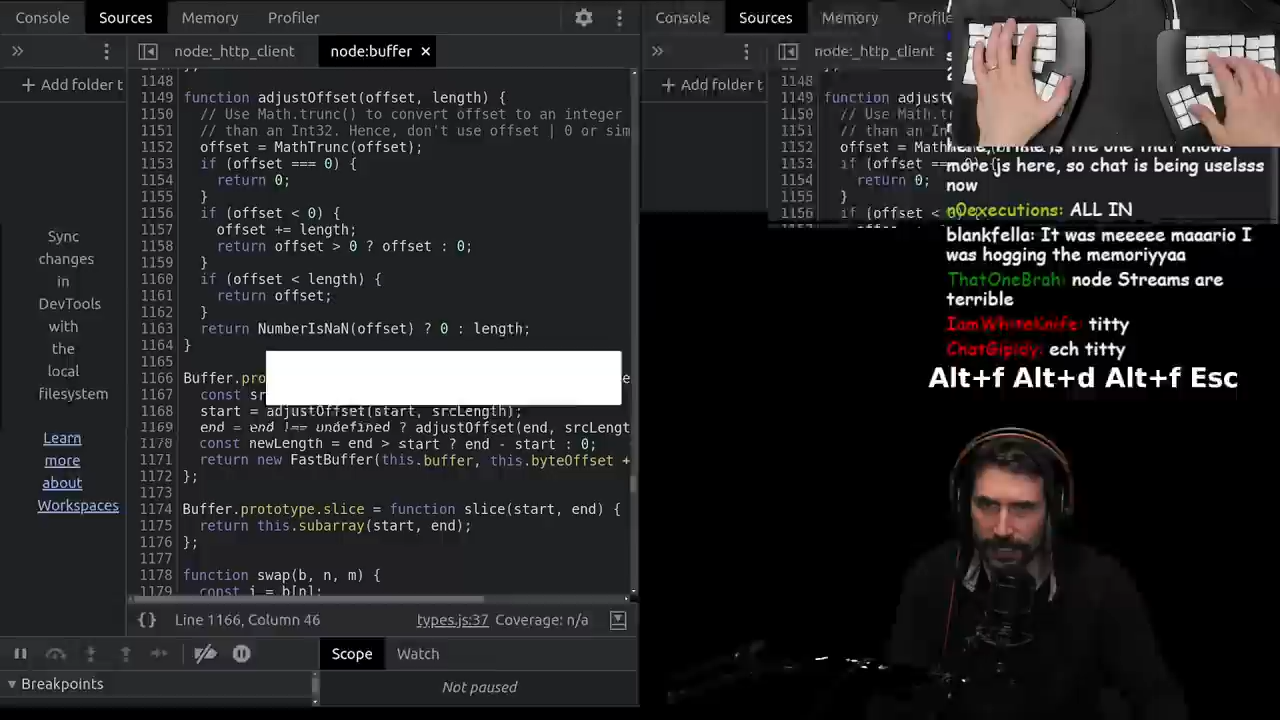 Console Sources Memory Profiler
node:_http_client node:buffer ×
+ Add folder t
1148 };
1149 function adjustOffset(offset, length) {
1150 // Use Math.trunc() to convert offset to an integer
1151 // than an Int32. Hence, don't use offset | 0 or sim
1152 offset = MathTrunc(offset);
1153 if (offset === 0) {
1154 return 0;
1155 }
1156 if (offset < 0) {
1157 offset += length;
1158 return offset > 0 ? offset : 0;
1159 }
1160 if (offset < length) {
1161 return offset;
1162 }
1163 return NumberIsNaN(offset) ? 0 : length;
1164 }
1165
1166 Buffer.pro
1167 const sr
1168 start = adjustOffset(start, srcLength);
1169 end = end !== undefined ? adjustOffset(end, srcLengt
1170 const newLength = end > start ? end - start : 0;
1171 return new FastBuffer(this.buffer, this.byteOffset +
1172 };
1173
1174 Buffer.prototype.slice = function slice(start, end) {
1175 return this.subarray(start, end);
1176 };
1177
1178 function swap(b, n, m) {
1179 const i = b[n];
Sync
changes
in
DevTools
with
the
local
filesystem
Learn
more
about
Workspaces
{} Line 1166, Column 46 types.js:37 Coverage: n/a
Scope Watch
Breakpoints
Not paused
Console Sources Memory Profile
node:_http_client
+ Add folder t
1148
1149 function adjust
1150 // Use Math.t
1151 // than an In
1152 offset = Math
1153 if (offset ==
1154 return 0;
1155 }
1156 if (offset <
more js here, so chat is being uselsss
now
n0executions: ALL IN
blankfella: It was meeeee maaario I
was hogging the memoriyyaa
ThatOneBrah: node Streams are
terrible
IamWhiteKnife: titty
ChatGipidy: ech titty
Alt+f Alt+d Alt+f Esc